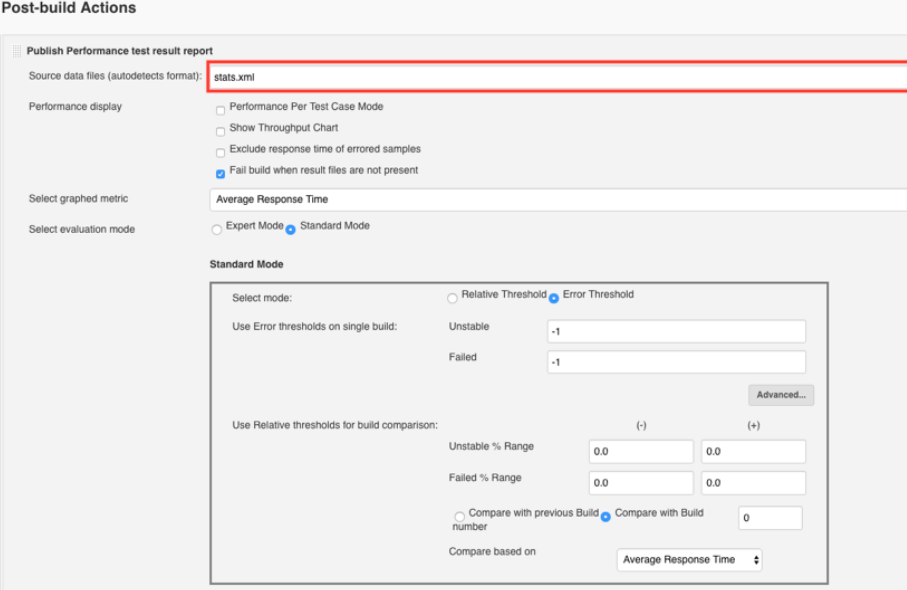 Post-build Actions
Publish Performance test result report
Source data files (autodetects format): stats.xml
Performance display Performance Per Test Case Mode
Show Throughput Chart
Exclude response time of errored samples
Fail build when result files are not present
Select graphed metric Average Response Time
Select evaluation mode Expert Mode Standard Mode
Standard Mode
Select mode: Relative Threshold Error Threshold
Use Error thresholds on single build: Unstable -1
Failed -1
Advanced...
Use Relative thresholds for build comparison: (-) (+)
Unstable % Range 0.0 0.0
Failed % Range 0.0 0.0
Compare with previous Build Compare with Build 0
number
Compare based on Average Response Time